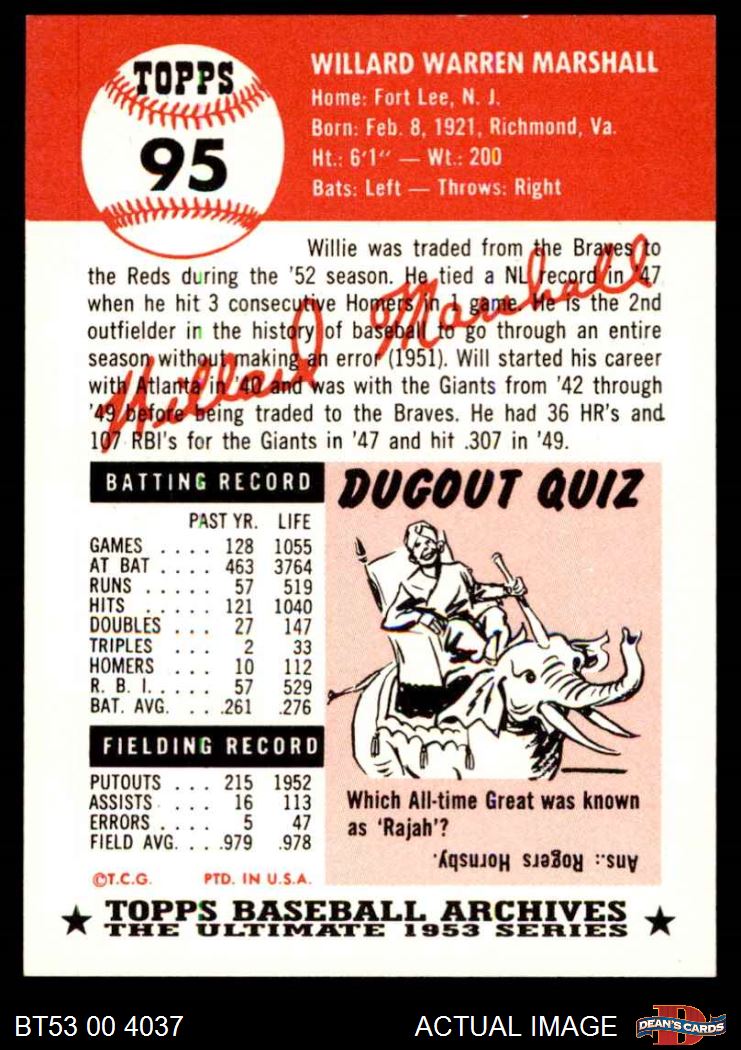 TOPPS
95
WILLARD WARREN MARSHALL
Home: Fort Lee, N. J.
Born: Feb. 8, 1921, Richmond, Va.
Ht.: 6'1" — Wt.: 200
Bats: Left — Throws: Right
Willie was traded from the Braves to
the Reds during the '52 season. He tied a NL record in '47
when he hit 3 consecutive Homers in 1 game. He is the 2nd
outfielder in the history of baseball to go through an entire
season without making an error (1951). Will started his career
with Atlanta in '40 and was with the Giants from '42 through
'49 before being traded to the Braves. He had 36 HR's and
107 RBI's for the Giants in '47 and hit .307 in '49.
Willard Marshall
BATTING RECORD
PAST YR. LIFE
GAMES .... 128 1055
AT BAT .... 463 3764
RUNS .... 57 519
HITS ..... 121 1040
DOUBLES ... 27 147
TRIPLES ... 2 33
HOMERS ... 10 112
R. B. I. .... 57 529
BAT. AVG. ... .261 .276
FIELDING RECORD
PUTOUTS ... 215 1952
ASSISTS .... 16 113
ERRORS .... 5 47
FIELD AVG. ... .979 .978
©T.C.G. PTD. IN U.S.A.
DUGOUT QUIZ
Which All-time Great was known
as 'Rajah'?
Ans.: Rogers Hornsby.
★ TOPPS BASEBALL ARCHIVES ★
THE ULTIMATE 1953 SERIES
BT53 00 4037
ACTUAL IMAGE
D
DEAN'S CARDS